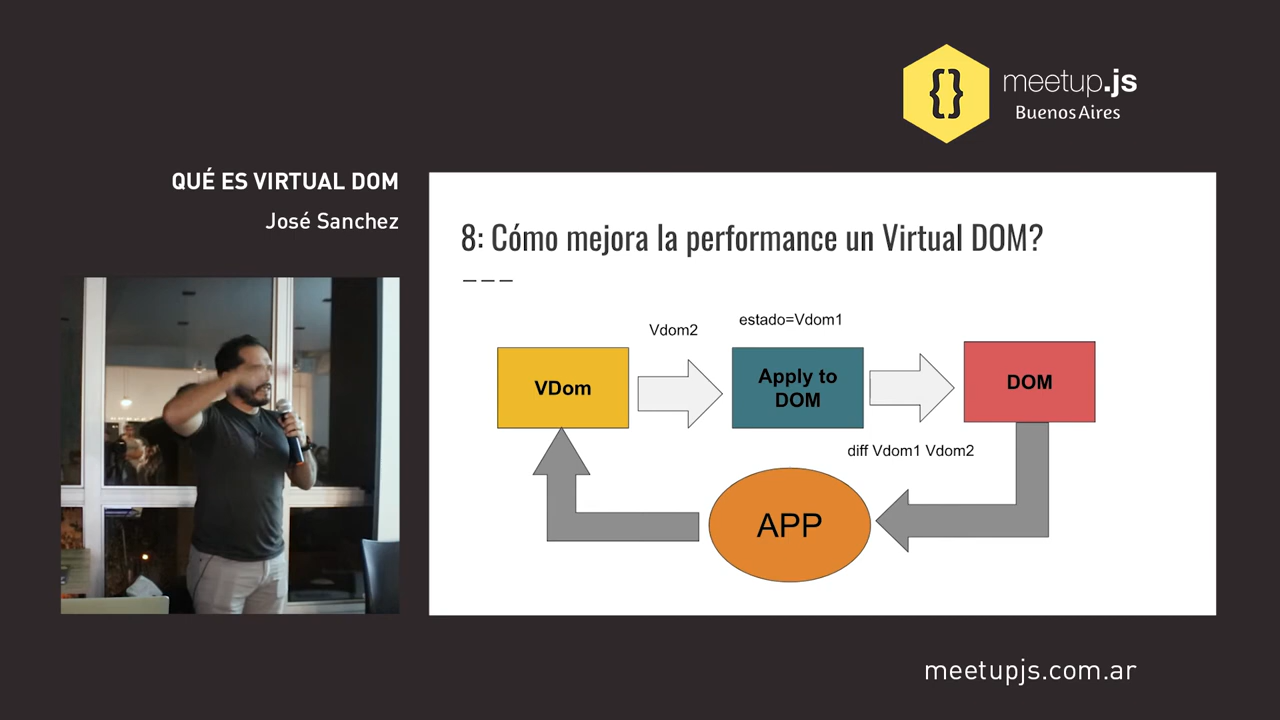 {}
meetup.js
Buenos Aires
QUÉ ES VIRTUAL DOM
José Sanchez
8: Cómo mejora la performance un Virtual DOM?
VDom
Vdom2
estado=Vdom1
Apply to
DOM
DOM
diff Vdom1 Vdom2
APP
meetupjs.com.ar